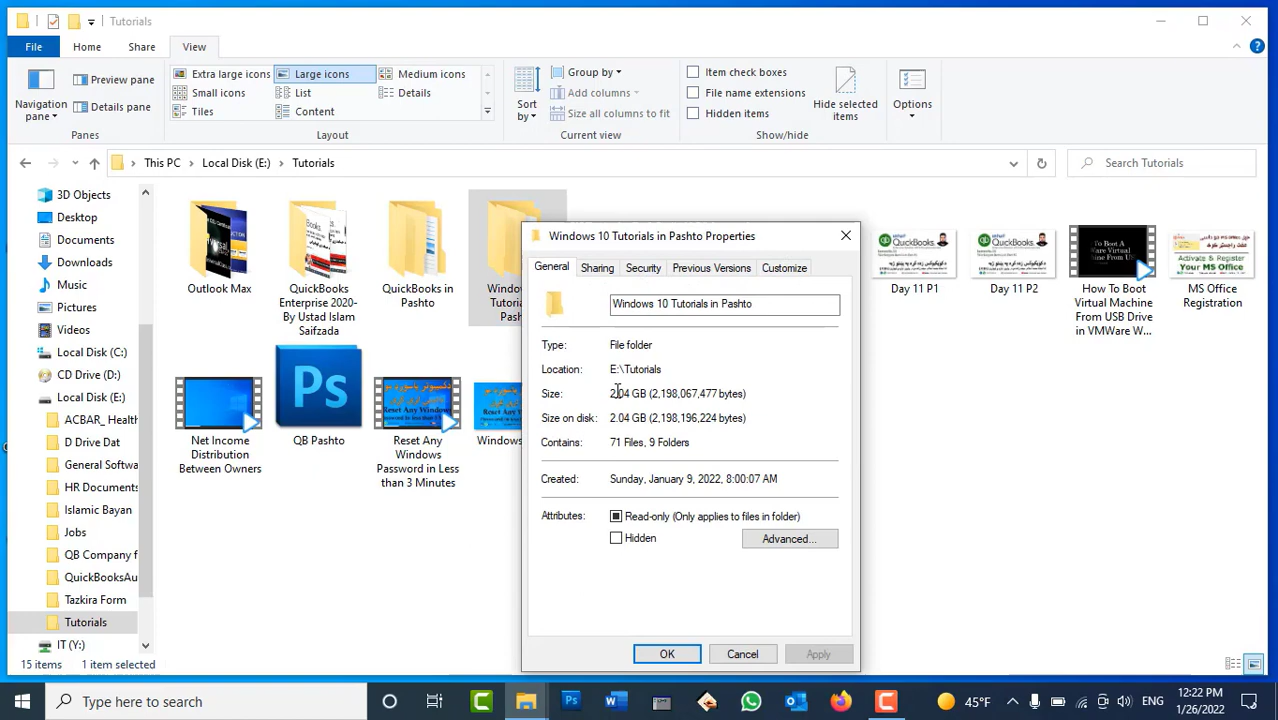 Tutorials
File Home Share View
Navigation pane
Preview pane
Details pane
Panes
Extra large icons Large icons Medium icons
Small icons List Details
Tiles Content
Layout
Sort by
Group by
Add columns
Size all columns to fit
Current view
Item check boxes
File name extensions
Hidden items
Hide selected items
Show/hide
Options
This PC Local Disk (E:) Tutorials
Search Tutorials
3D Objects
Desktop
Documents
Downloads
Music
Pictures
Videos
Local Disk (C:)
CD Drive (D:)
ACBAR_Health
D Drive Dat
General Softwa
HR Documents
Islamic Bayan
Jobs
QB Company f
QuickBooksAu
Tazkira Form
Tutorials
IT (Y:)
Outlook Max
QuickBooks
Enterprise 2020-
By Ustad Islam
Saifzada
QuickBooks in
Pashto
Day 11 P1
Day 11 P2
To Boot A
How To Boot
Virtual Machine
From USB Drive
in VMWare W...
Activate & Register
Your MS Office
MS Office
Registration
Net Income
Distribution
Between Owners
Ps
QB Pashto
Reset Any Windows
Reset Any
Windows
Password in Less
than 3 Minutes
Windows
Windows 10 Tutorials in Pashto Properties
General Sharing Security Previous Versions Customize
Windows 10 Tutorials in Pashto
Type: File folder
Location: E:\Tutorials
Size: 2.04 GB (2,198,067,477 bytes)
Size on disk: 2.04 GB (2,198,196,224 bytes)
Contains: 71 Files, 9 Folders
Created: Sunday, January 9, 2022, 8:00:07 AM
Attributes: Read-only (Only applies to files in folder)
Hidden
Advanced...
OK Cancel Apply
15 items 1 item selected
Type here to search
45°F
ENG
12:22 PM
1/26/2022